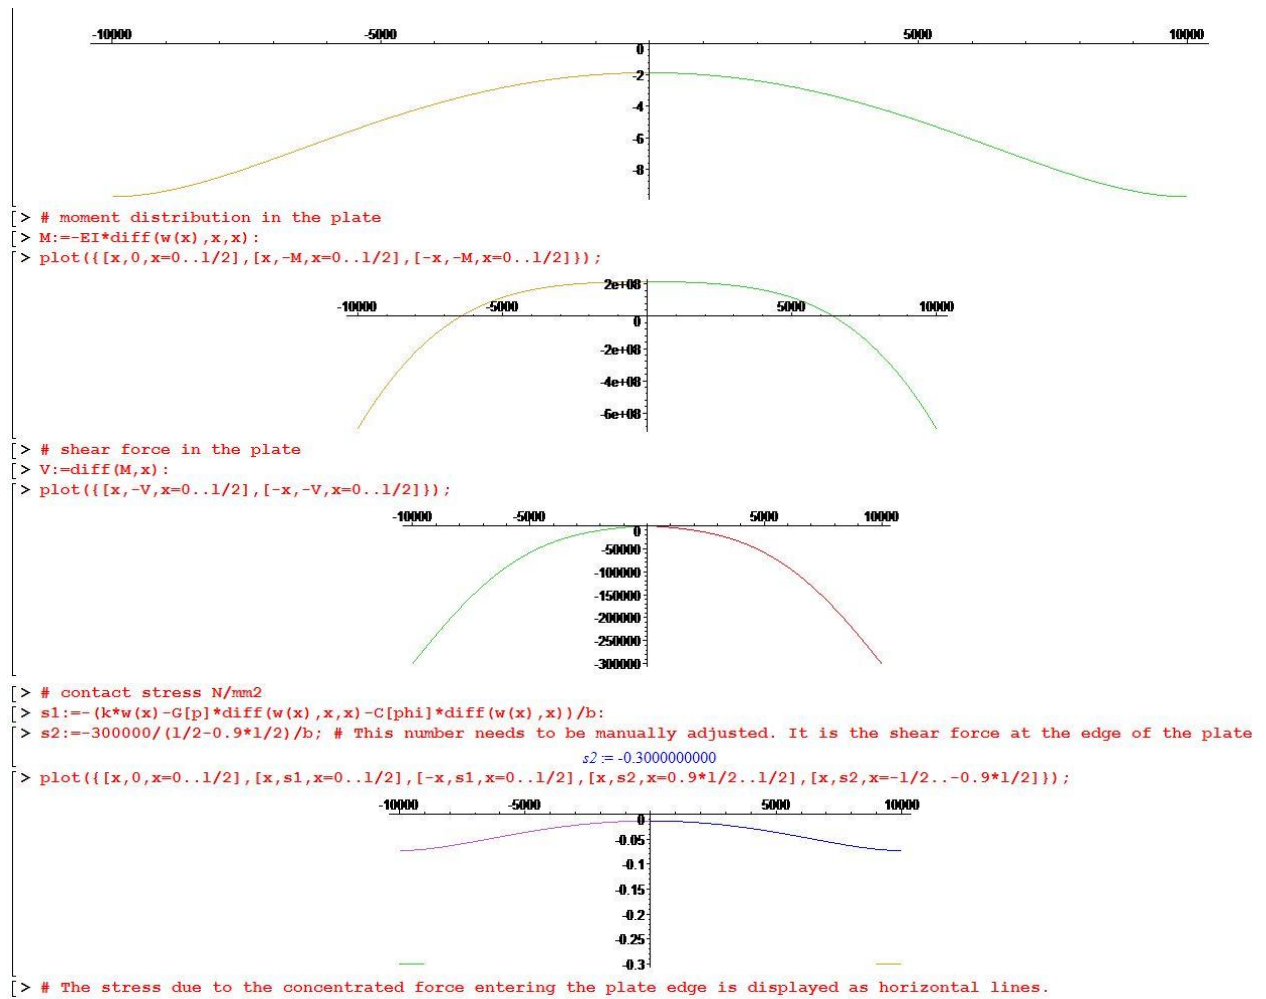 -10000 -5000 5000 10000
0
-2
-4
-6
-8
[> # moment distribution in the plate
[> M:=-EI*diff(w(x),x,x):
> plot({[x,0,x=0..l/2],[x,-M,x=0..l/2],[-x,-M,x=0..l/2]});
2e+08
-10000 -5000 5000 10000
0
-2e+08
-4e+08
-6e+08
[> # shear force in the plate
[> V:=diff(M,x):
> plot({[x,-V,x=0..l/2],[-x,-V,x=0..l/2]});
-10000 -5000 5000 10000
0
-50000
-100000
-150000
-200000
-250000
-300000
[> # contact stress N/mm2
[> s1:=-(k*w(x)-G[p]*diff(w(x),x,x)-C[phi]*diff(w(x),x))/b:
> s2:=-300000/(l/2-0.9*l/2)/b; # This number needs to be manually adjusted. It is the shear force at the edge of the plate
s2 := -0.3000000000
> plot({[x,0,x=0..l/2],[x,s1,x=0..l/2],[-x,s1,x=0..l/2],[x,s2,x=0.9*l/2..l/2],[x,s2,x=-l/2..-0.9*l/2]});
-10000 -5000 5000 10000
0
-0.05
-0.1
-0.15
-0.2
-0.25
-0.3
[> # The stress due to the concentrated force entering the plate edge is displayed as horizontal lines.